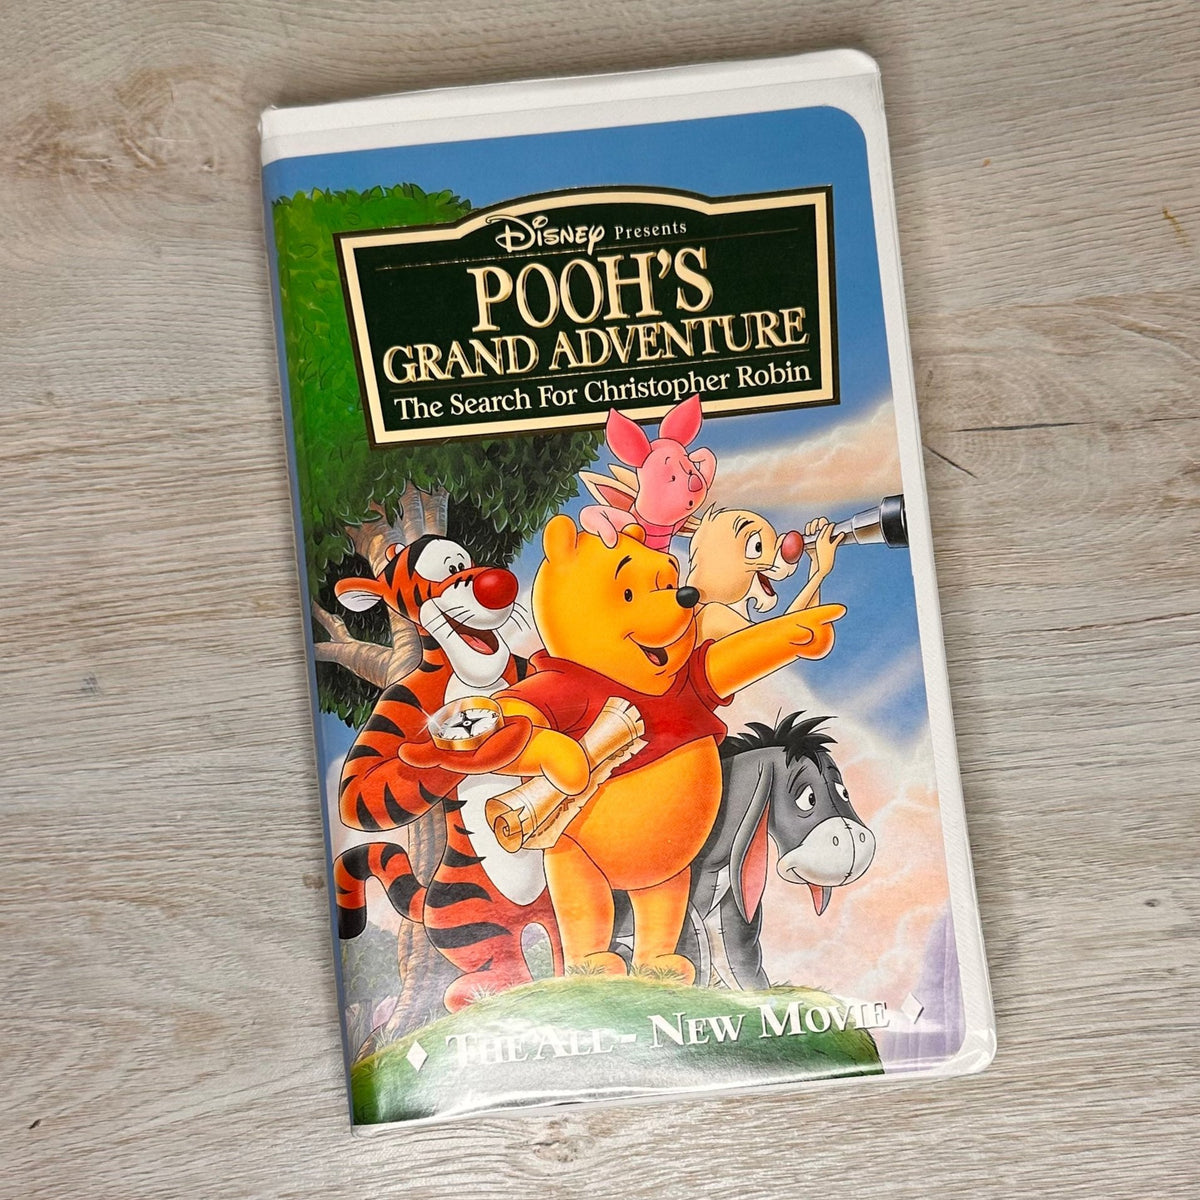 Disney Presents
POOH'S
GRAND ADVENTURE
The Search For Christopher Robin
THE ALL-NEW MOVIE